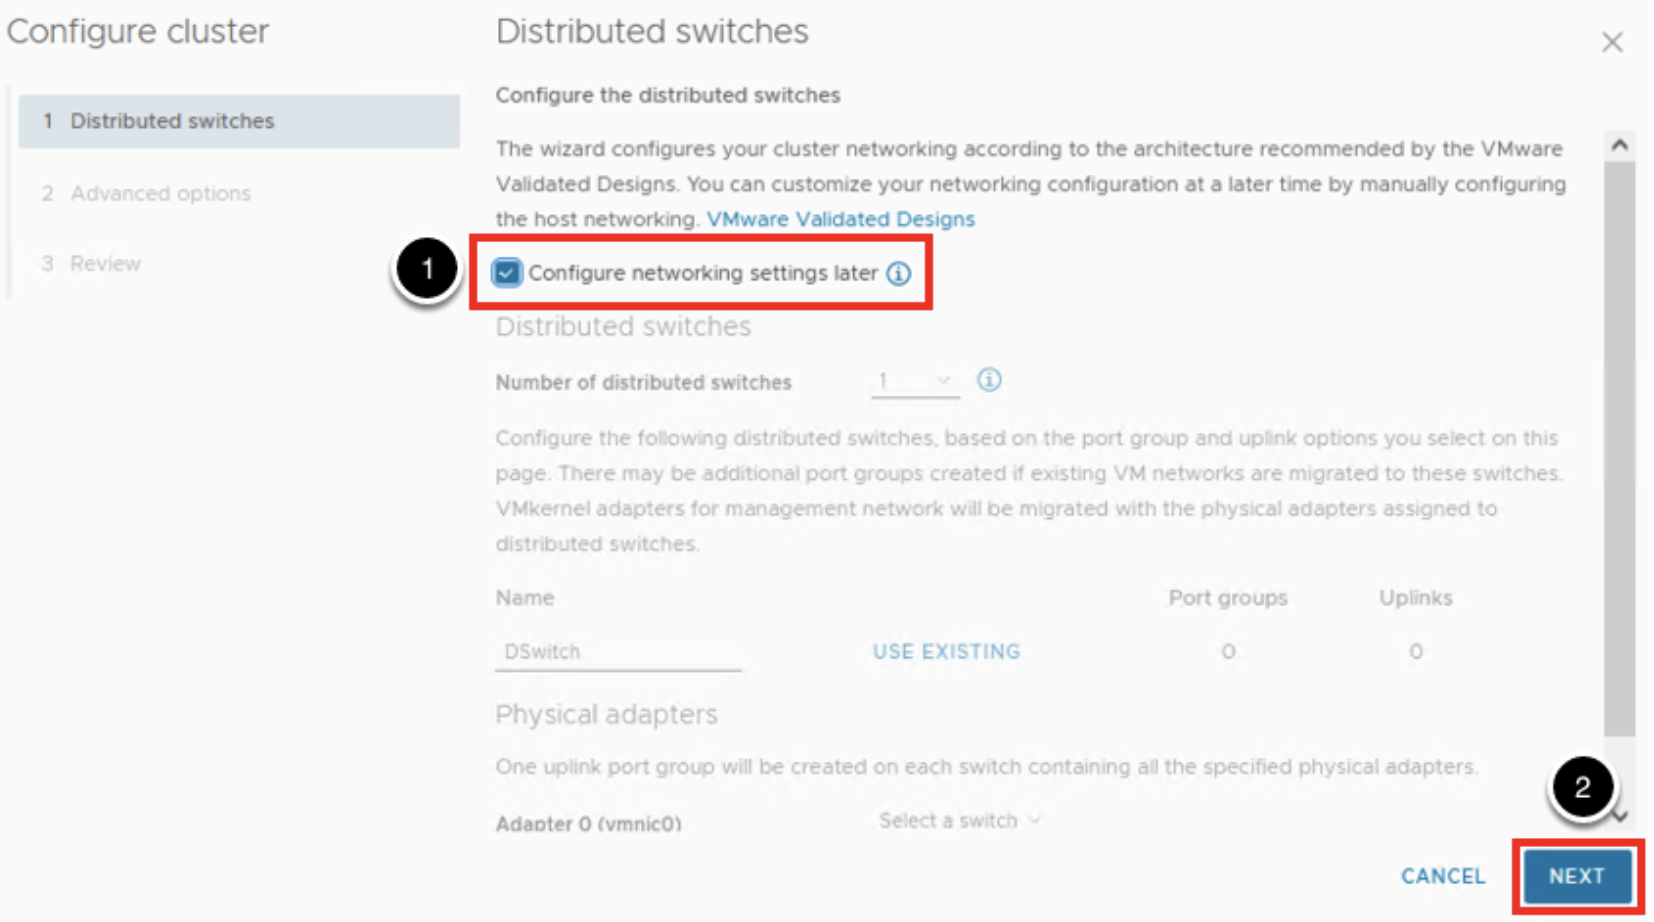 Configure cluster
1 Distributed switches
2 Advanced options
3 Review
Distributed switches
Configure the distributed switches
The wizard configures your cluster networking according to the architecture recommended by the VMware
Validated Designs. You can customize your networking configuration at a later time by manually configuring
the host networking. VMware Validated Designs
1
Configure networking settings later
Distributed switches
Number of distributed switches 1
Configure the following distributed switches, based on the port group and uplink options you select on this
page. There may be additional port groups created if existing VM networks are migrated to these switches.
VMkernel adapters for management network will be migrated with the physical adapters assigned to
distributed switches.
Name Port groups Uplinks
DSwitch USE EXISTING 0 0
Physical adapters
One uplink port group will be created on each switch containing all the specified physical adapters.
Adapter 0 (vmnic0) Select a switch
2
CANCEL NEXT